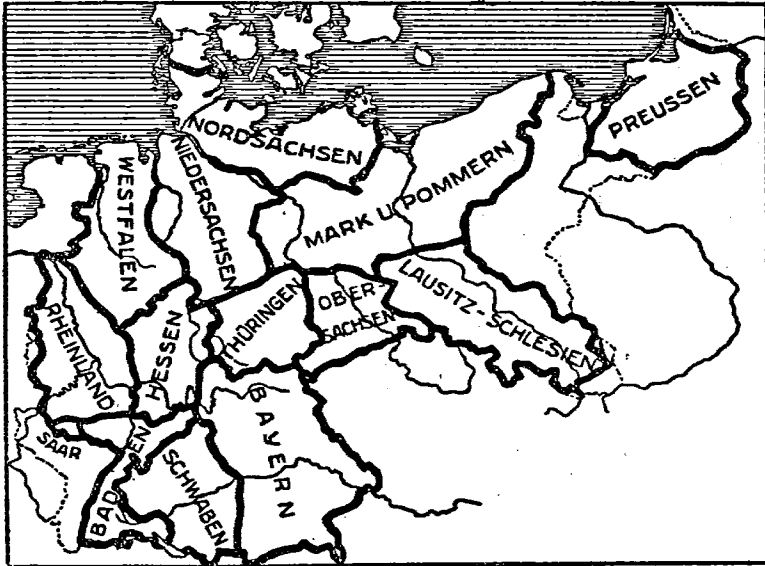 PREUSSEN
NORDSACHSEN
WESTFALEN
NIEDERSACHSEN
MARK U. POMMERN
RHEINLAND
HESSEN
THÜRINGEN
OBER-
SACHSEN
LAUSITZ-SCHLESIEN
SAAR
BADEN
SCHWABEN
BAYERN